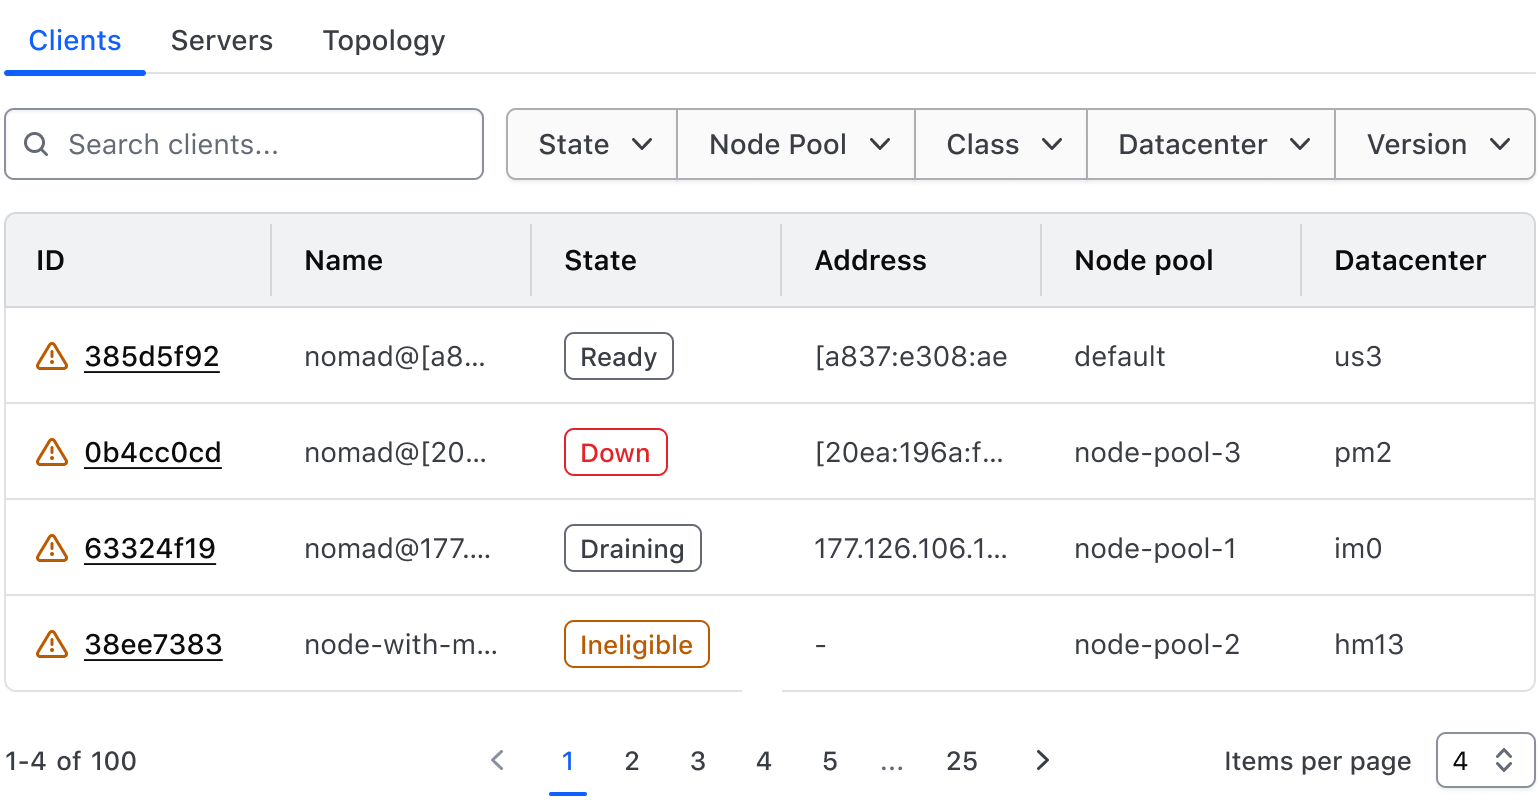 Clients Servers Topology
Search clients... State Node Pool Class Datacenter Version
ID Name State Address Node pool Datacenter
385d5f92 nomad@[a8... Ready [a837:e308:ae default us3
0b4cc0cd nomad@[20... Down [20ea:196a:f... node-pool-3 pm2
63324f19 nomad@177.... Draining 177.126.106.1... node-pool-1 im0
38ee7383 node-with-m... Ineligible - node-pool-2 hm13
1-4 of 100 1 2 3 4 5 ... 25 Items per page 4